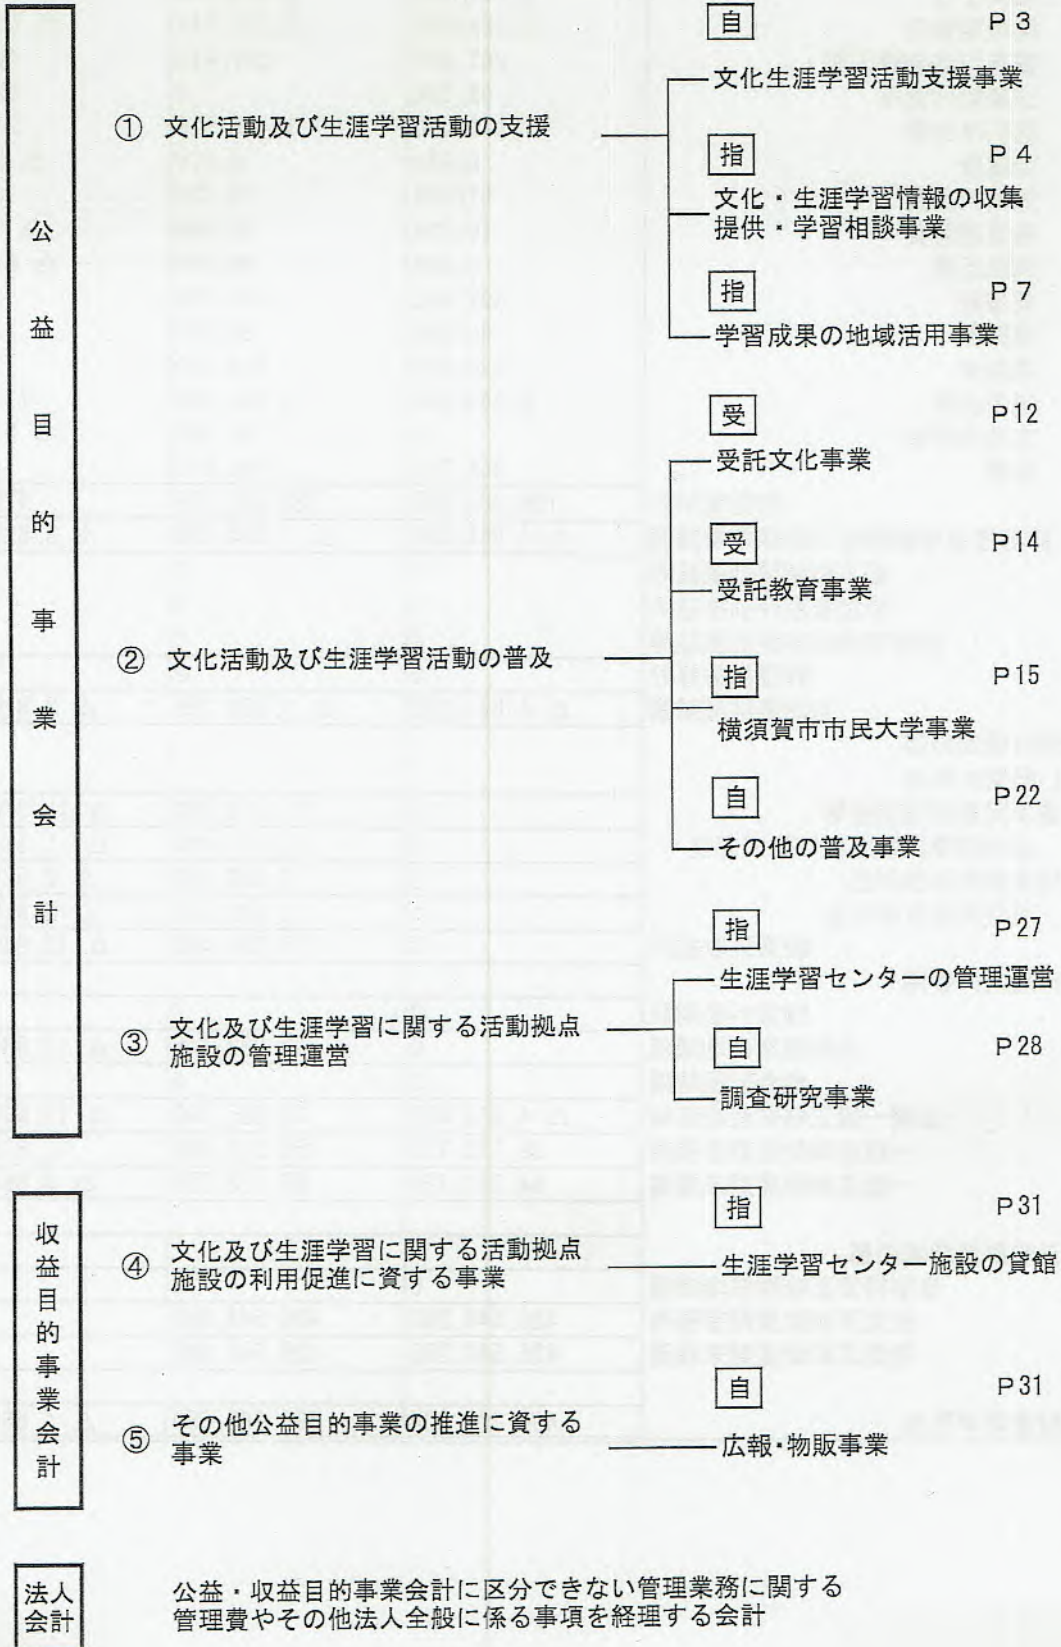 公益目的事業会計
① 文化活動及び生涯学習活動の支援
自 P 3
文化生涯学習活動支援事業
指 P 4
文化・生涯学習情報の収集
提供・学習相談事業
指 P 7
学習成果の地域活用事業
② 文化活動及び生涯学習活動の普及
受 P12
受託文化事業
受 P14
受託教育事業
指 P15
横須賀市市民大学事業
自 P22
その他の普及事業
③ 文化及び生涯学習に関する活動拠点
施設の管理運営
指 P27
生涯学習センターの管理運営
自 P28
調査研究事業
収益目的事業会計
④ 文化及び生涯学習に関する活動拠点
施設の利用促進に資する事業
指 P31
生涯学習センター施設の貸館
⑤ その他公益目的事業の推進に資する
事業
自 P31
広報・物販事業
法人
会計
公益・収益目的事業会計に区分できない管理業務に関する
管理費やその他法人全般に係る事項を経理する会計